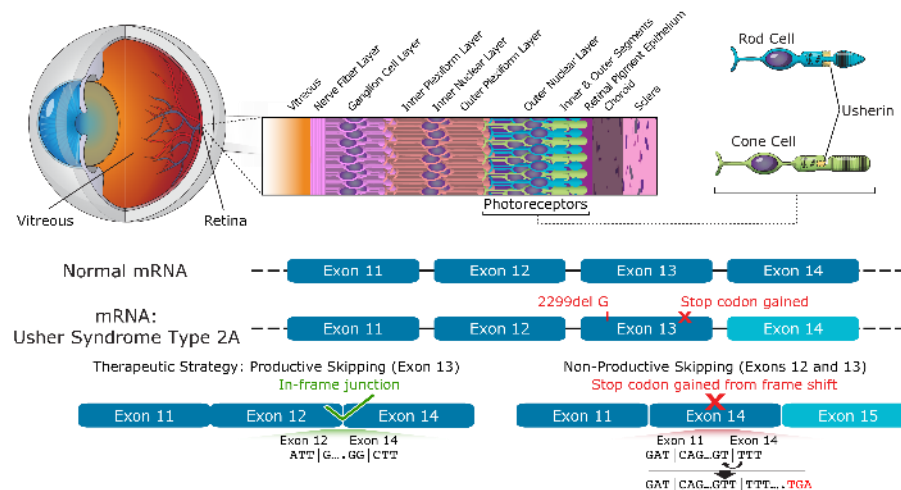 Vitreous
Nerve Fiber Layer
Ganglion Cell Layer
Inner Plexiform Layer
Inner Nuclear Layer
Outer Plexiform Layer
Outer Nuclear Layer
Inner & Outer Segments
Retinal Pigment Epithelium
Choroid
Sclera
Rod Cell
Usherin
Cone Cell
Vitreous
Retina
Photoreceptors
Normal mRNA
Exon 11
Exon 12
Exon 13
Exon 14
mRNA:
Usher Syndrome Type 2A
2299del G
Stop codon gained
Exon 11
Exon 12
Exon 13
Exon 14
Therapeutic Strategy: Productive Skipping (Exon 13)
In-frame junction
Exon 11
Exon 12
Exon 14
Exon 12 Exon 14
ATT|G....GG|CTT
Non-Productive Skipping (Exons 12 and 13)
Stop codon gained from frame shift
Exon 11
Exon 14
Exon 15
Exon 11 Exon 14
GAT|CAG...GT|TTT
GAT|CAG...GTT|TTT....TGA